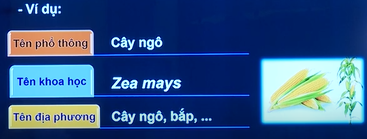 - Ví dụ:
Tên phổ thông Cây ngô
Tên khoa học Zea mays
Tên địa phương Cây ngô, bắp, ...